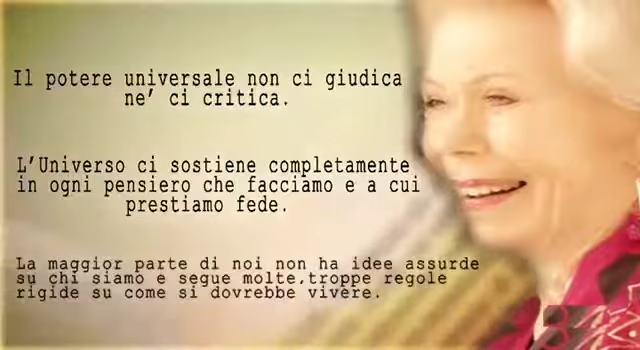 Il potere universale non ci giudica
ne' ci critica.
L'Universo ci sostiene completamente
in ogni pensiero che facciamo e a cui
prestiamo fede.
La maggior parte di noi non ha idee assurde
su chi siamo e segue molte,troppe regole
rigide su come si dovrebbe vivere.